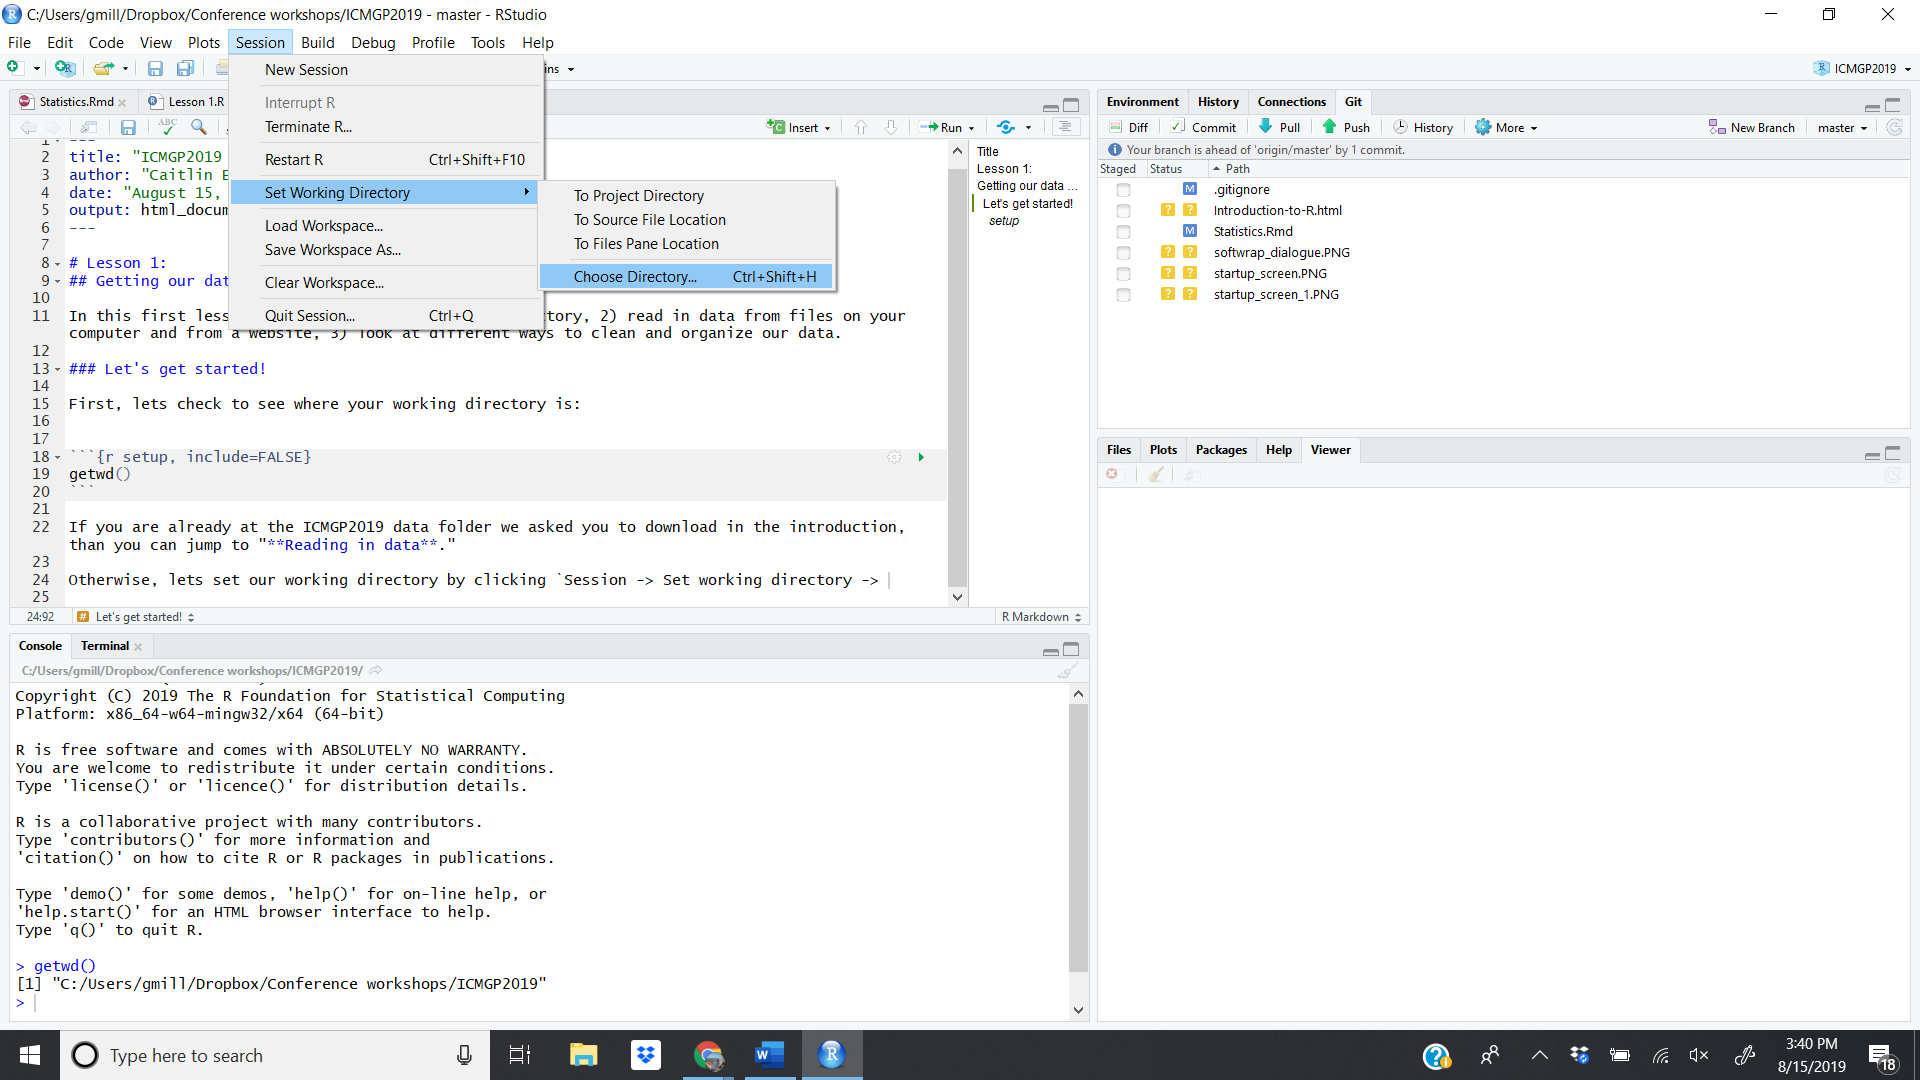 C:/Users/gmill/Dropbox/Conference workshops/ICMGP2019 - master - RStudio
File Edit Code View Plots Session Build Debug Profile Tools Help
ins
ICMGP2019
New Session
Interrupt R
Terminate R...
Restart R Ctrl+Shift+F10
Set Working Directory
Load Workspace...
Save Workspace As...
Clear Workspace...
Quit Session... Ctrl+Q
To Project Directory
To Source File Location
To Files Pane Location
Choose Directory... Ctrl+Shift+H
Statistics.Rmd Lesson 1.R
ABC Insert Run
1 ---
2 title: "ICMGP2019
3 author: "Caitlin E
4 date: "August 15,
5 output: html_docum
6 ---
7
8 # Lesson 1:
9 ## Getting our dat
10
11 In this first less tory, 2) read in data from files on your
computer and from a website, 3) look at different ways to clean and organize our data.
12
13 ### Let's get started!
14
15 First, lets check to see where your working directory is:
16
17
18 ```{r setup, include=FALSE}
19 getwd()
20 ```
21
22 If you are already at the ICMGP2019 data folder we asked you to download in the introduction,
than you can jump to "**Reading in data**."
23
24 Otherwise, lets set our working directory by clicking `Session -> Set working directory ->
25
24:92 Let's get started! R Markdown
Title
Lesson 1:
Getting our data ...
Let's get started!
setup
Console Terminal
C:/Users/gmill/Dropbox/Conference workshops/ICMGP2019/
Copyright (C) 2019 The R Foundation for Statistical Computing
Platform: x86_64-w64-mingw32/x64 (64-bit)
R is free software and comes with ABSOLUTELY NO WARRANTY.
You are welcome to redistribute it under certain conditions.
Type 'license()' or 'licence()' for distribution details.
R is a collaborative project with many contributors.
Type 'contributors()' for more information and
'citation()' on how to cite R or R packages in publications.
Type 'demo()' for some demos, 'help()' for on-line help, or
'help.start()' for an HTML browser interface to help.
Type 'q()' to quit R.
> getwd()
[1] "C:/Users/gmill/Dropbox/Conference workshops/ICMGP2019"
>
Environment History Connections Git
Diff Commit Pull Push History More New Branch master
Your branch is ahead of 'origin/master' by 1 commit.
Staged Status Path
M .gitignore
? ? Introduction-to-R.html
M Statistics.Rmd
? ? softwrap_dialogue.PNG
? ? startup_screen.PNG
? ? startup_screen_1.PNG
Files Plots Packages Help Viewer
Type here to search
3:40 PM
8/15/2019
18